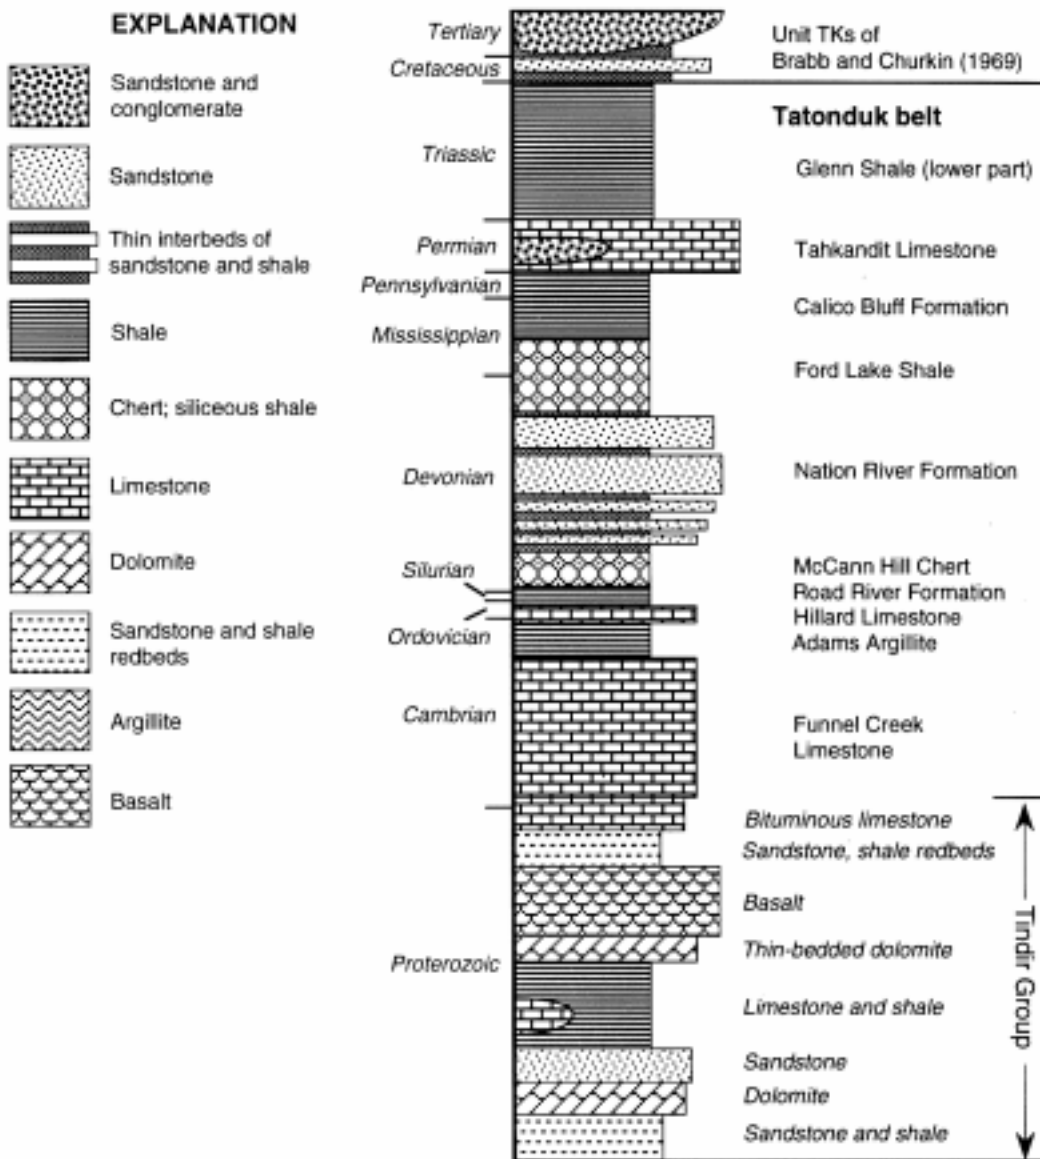 EXPLANATION
Sandstone and
conglomerate
Sandstone
Thin interbeds of
sandstone and shale
Shale
Chert; siliceous shale
Limestone
Dolomite
Sandstone and shale
redbeds
Argillite
Basalt
Tertiary
Cretaceous
Triassic
Permian
Pennsylvanian
Mississippian
Devonian
Silurian
Ordovician
Cambrian
Proterozoic
Unit TKs of
Brabb and Churkin (1969)
Tatonduk belt
Glenn Shale (lower part)
Tahkandit Limestone
Calico Bluff Formation
Ford Lake Shale
Nation River Formation
McCann Hill Chert
Road River Formation
Hillard Limestone
Adams Argillite
Funnel Creek
Limestone
Bituminous limestone
Sandstone, shale redbeds
Basalt
Thin-bedded dolomite
Limestone and shale
Sandstone
Dolomite
Sandstone and shale
Tindir Group